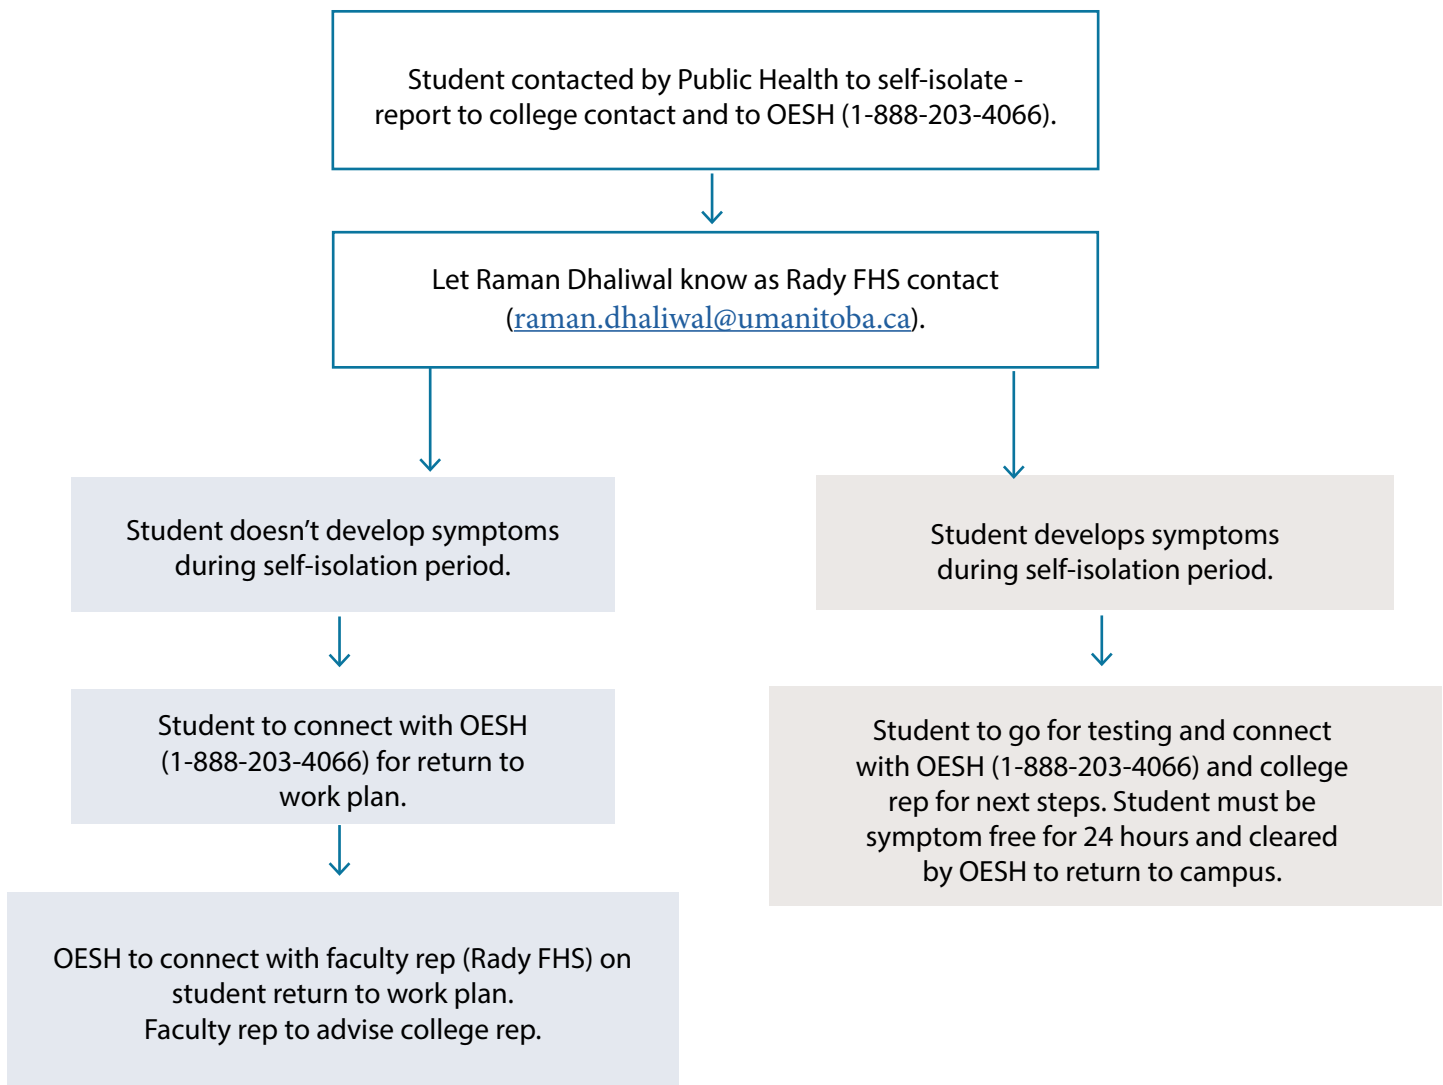 Student contacted by Public Health to self-isolate -
report to college contact and to OESH (1-888-203-4066).
Let Raman Dhaliwal know as Rady FHS contact
(raman.dhaliwal@umanitoba.ca).
Student doesn’t develop symptoms
during self-isolation period.
Student to connect with OESH
(1-888-203-4066) for return to
work plan.
OESH to connect with faculty rep (Rady FHS) on
student return to work plan.
Faculty rep to advise college rep.
Student develops symptoms
during self-isolation period.
Student to go for testing and connect
with OESH (1-888-203-4066) and college
rep for next steps. Student must be
symptom free for 24 hours and cleared
by OESH to return to campus.